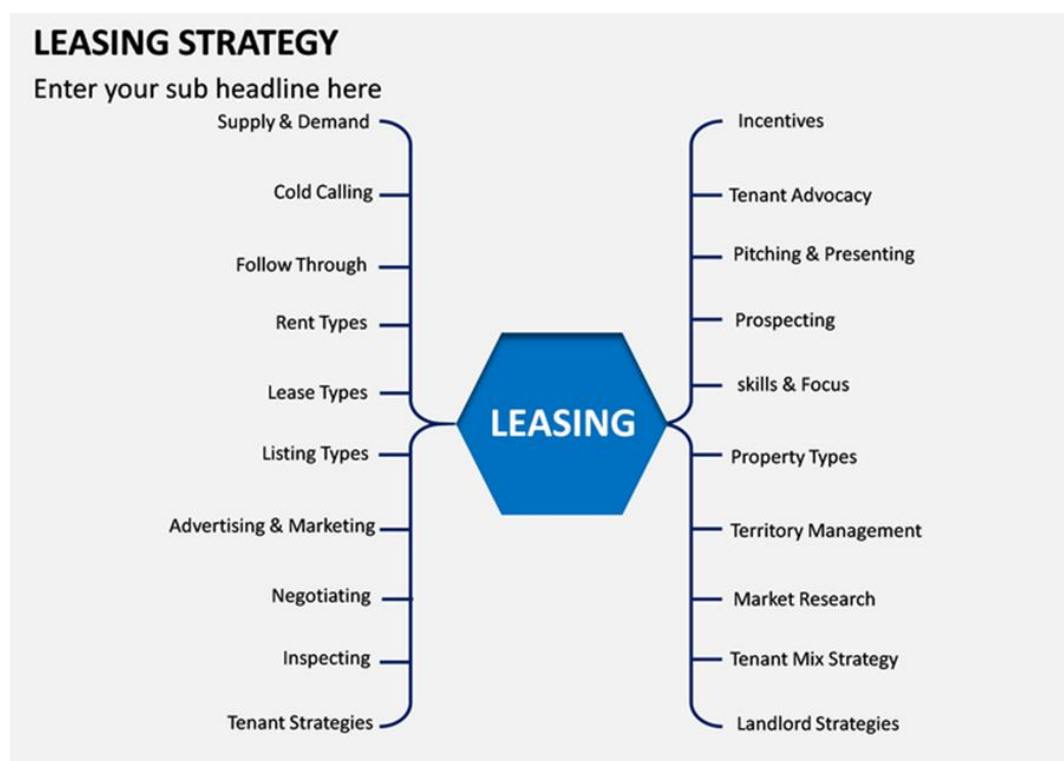 LEASING STRATEGY
Enter your sub headline here
Supply & Demand
Cold Calling
Follow Through
Rent Types
Lease Types
Listing Types
Advertising & Marketing
Negotiating
Inspecting
Tenant Strategies
LEASING
Incentives
Tenant Advocacy
Pitching & Presenting
Prospecting
skills & Focus
Property Types
Territory Management
Market Research
Tenant Mix Strategy
Landlord Strategies